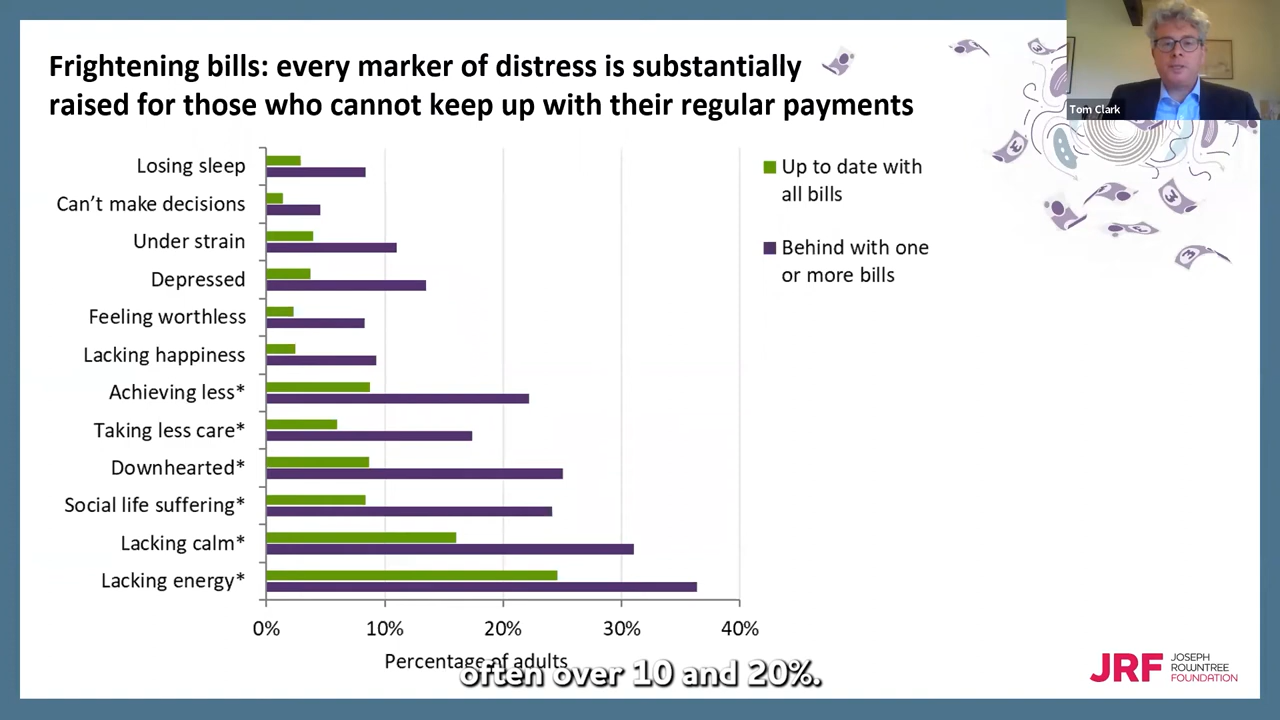 Frightening bills: every marker of distress is substantially
raised for those who cannot keep up with their regular payments
Tom Clark
Losing sleep
Can't make decisions
Under strain
Depressed
Feeling worthless
Lacking happiness
Achieving less*
Taking less care*
Downhearted*
Social life suffering*
Lacking calm*
Lacking energy*
0%
10%
20%
30%
40%
Percentage of adults
Up to date with
all bills
Behind with one
or more bills
often over 10 and 20%.
JRF
JOSEPH
ROUNTREE
FOUNDATION